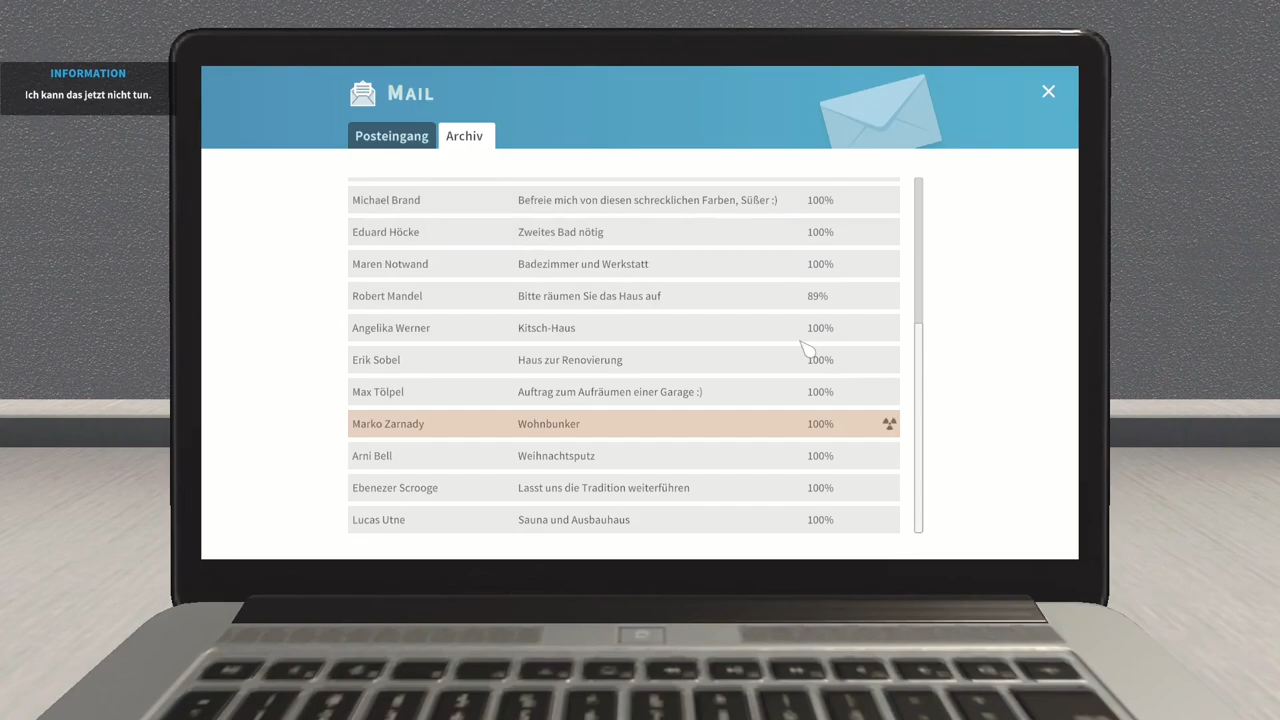 INFORMATION
Ich kann das jetzt nicht tun.
MAIL
Posteingang Archiv
Michael Brand Befreie mich von diesen schrecklichen Farben, Süßer :) 100%
Eduard Höcke Zweites Bad nötig 100%
Maren Notwand Badezimmer und Werkstatt 100%
Robert Mandel Bitte räumen Sie das Haus auf 89%
Angelika Werner Kitsch-Haus 100%
Erik Sobel Haus zur Renovierung 100%
Max Tölpel Auftrag zum Aufräumen einer Garage :) 100%
Marko Zarnady Wohnbunker 100%
Arni Bell Weihnachtsputz 100%
Ebenezer Scrooge Lasst uns die Tradition weiterführen 100%
Lucas Utne Sauna und Ausbauhaus 100%